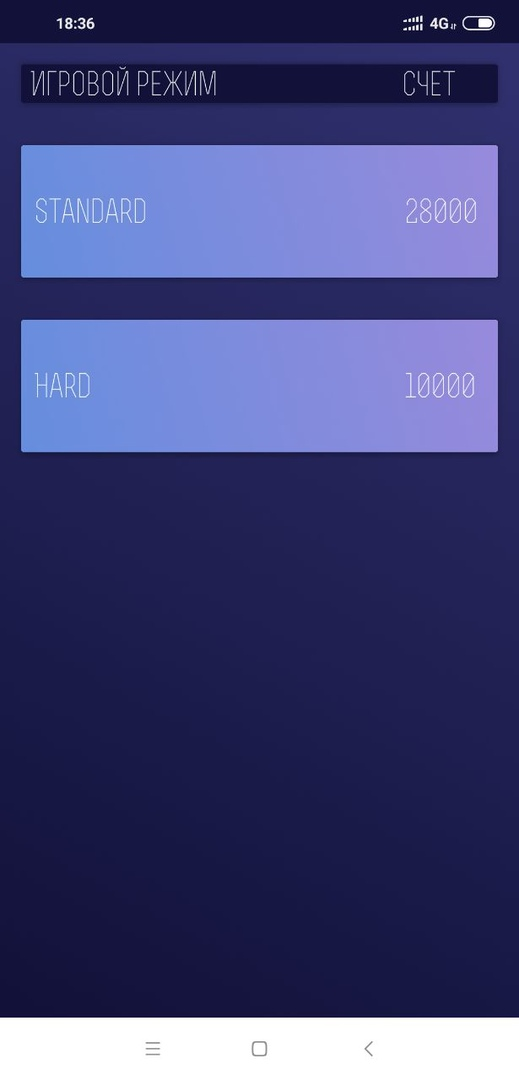 18:36 4G
ИГРОВОЙ РЕЖИМ СЧЕТ
STANDARD 28000
HARD 10000